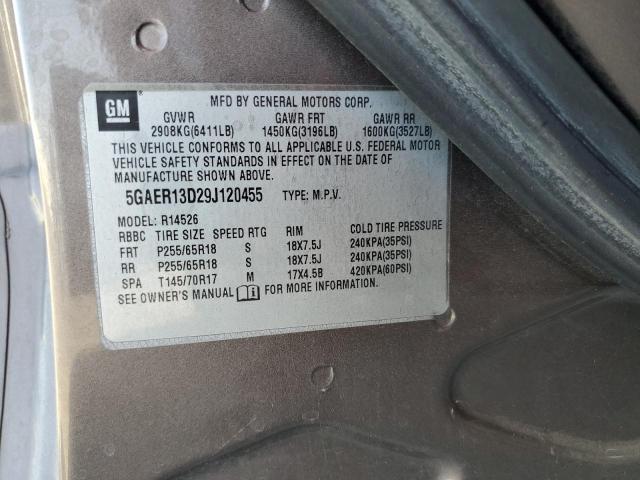 GM
MFD BY GENERAL MOTORS CORP.
GVWR GAWR FRT GAWR RR
2908KG(6411LB) 1450KG(3196LB) 1600KG(3527LB)
THIS VEHICLE CONFORMS TO ALL APPLICABLE U.S. FEDERAL MOTOR
VEHICLE SAFETY STANDARDS IN EFFECT ON THE DATE OF
MANUFACTURE SHOWN ABOVE.
5GAER13D29J120455 TYPE: M.P.V.
MODEL: R14526
RBBC TIRE SIZE SPEED RTG RIM COLD TIRE PRESSURE
FRT P255/65R18 S 18X7.5J 240KPA(35PSI)
RR P255/65R18 S 18X7.5J 240KPA(35PSI)
SPA T145/70R17 M 17X4.5B 420KPA(60PSI)
SEE OWNER'S MANUAL FOR MORE INFORMATION.